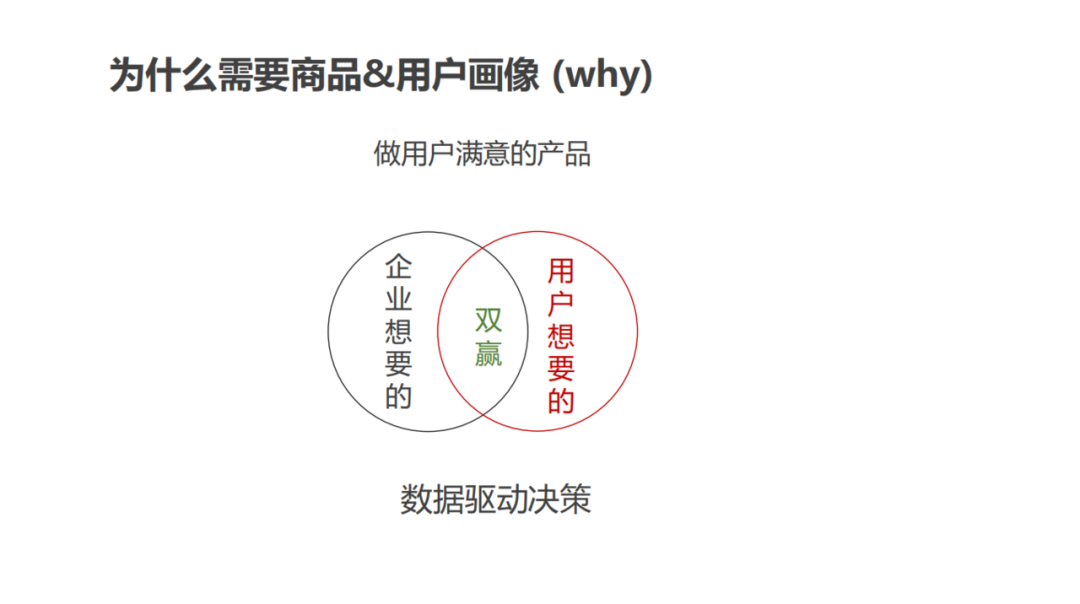 为什么需要商品&用户画像 (why)
做用户满意的产品
企业想要的
双赢
用户想要的
数据驱动决策